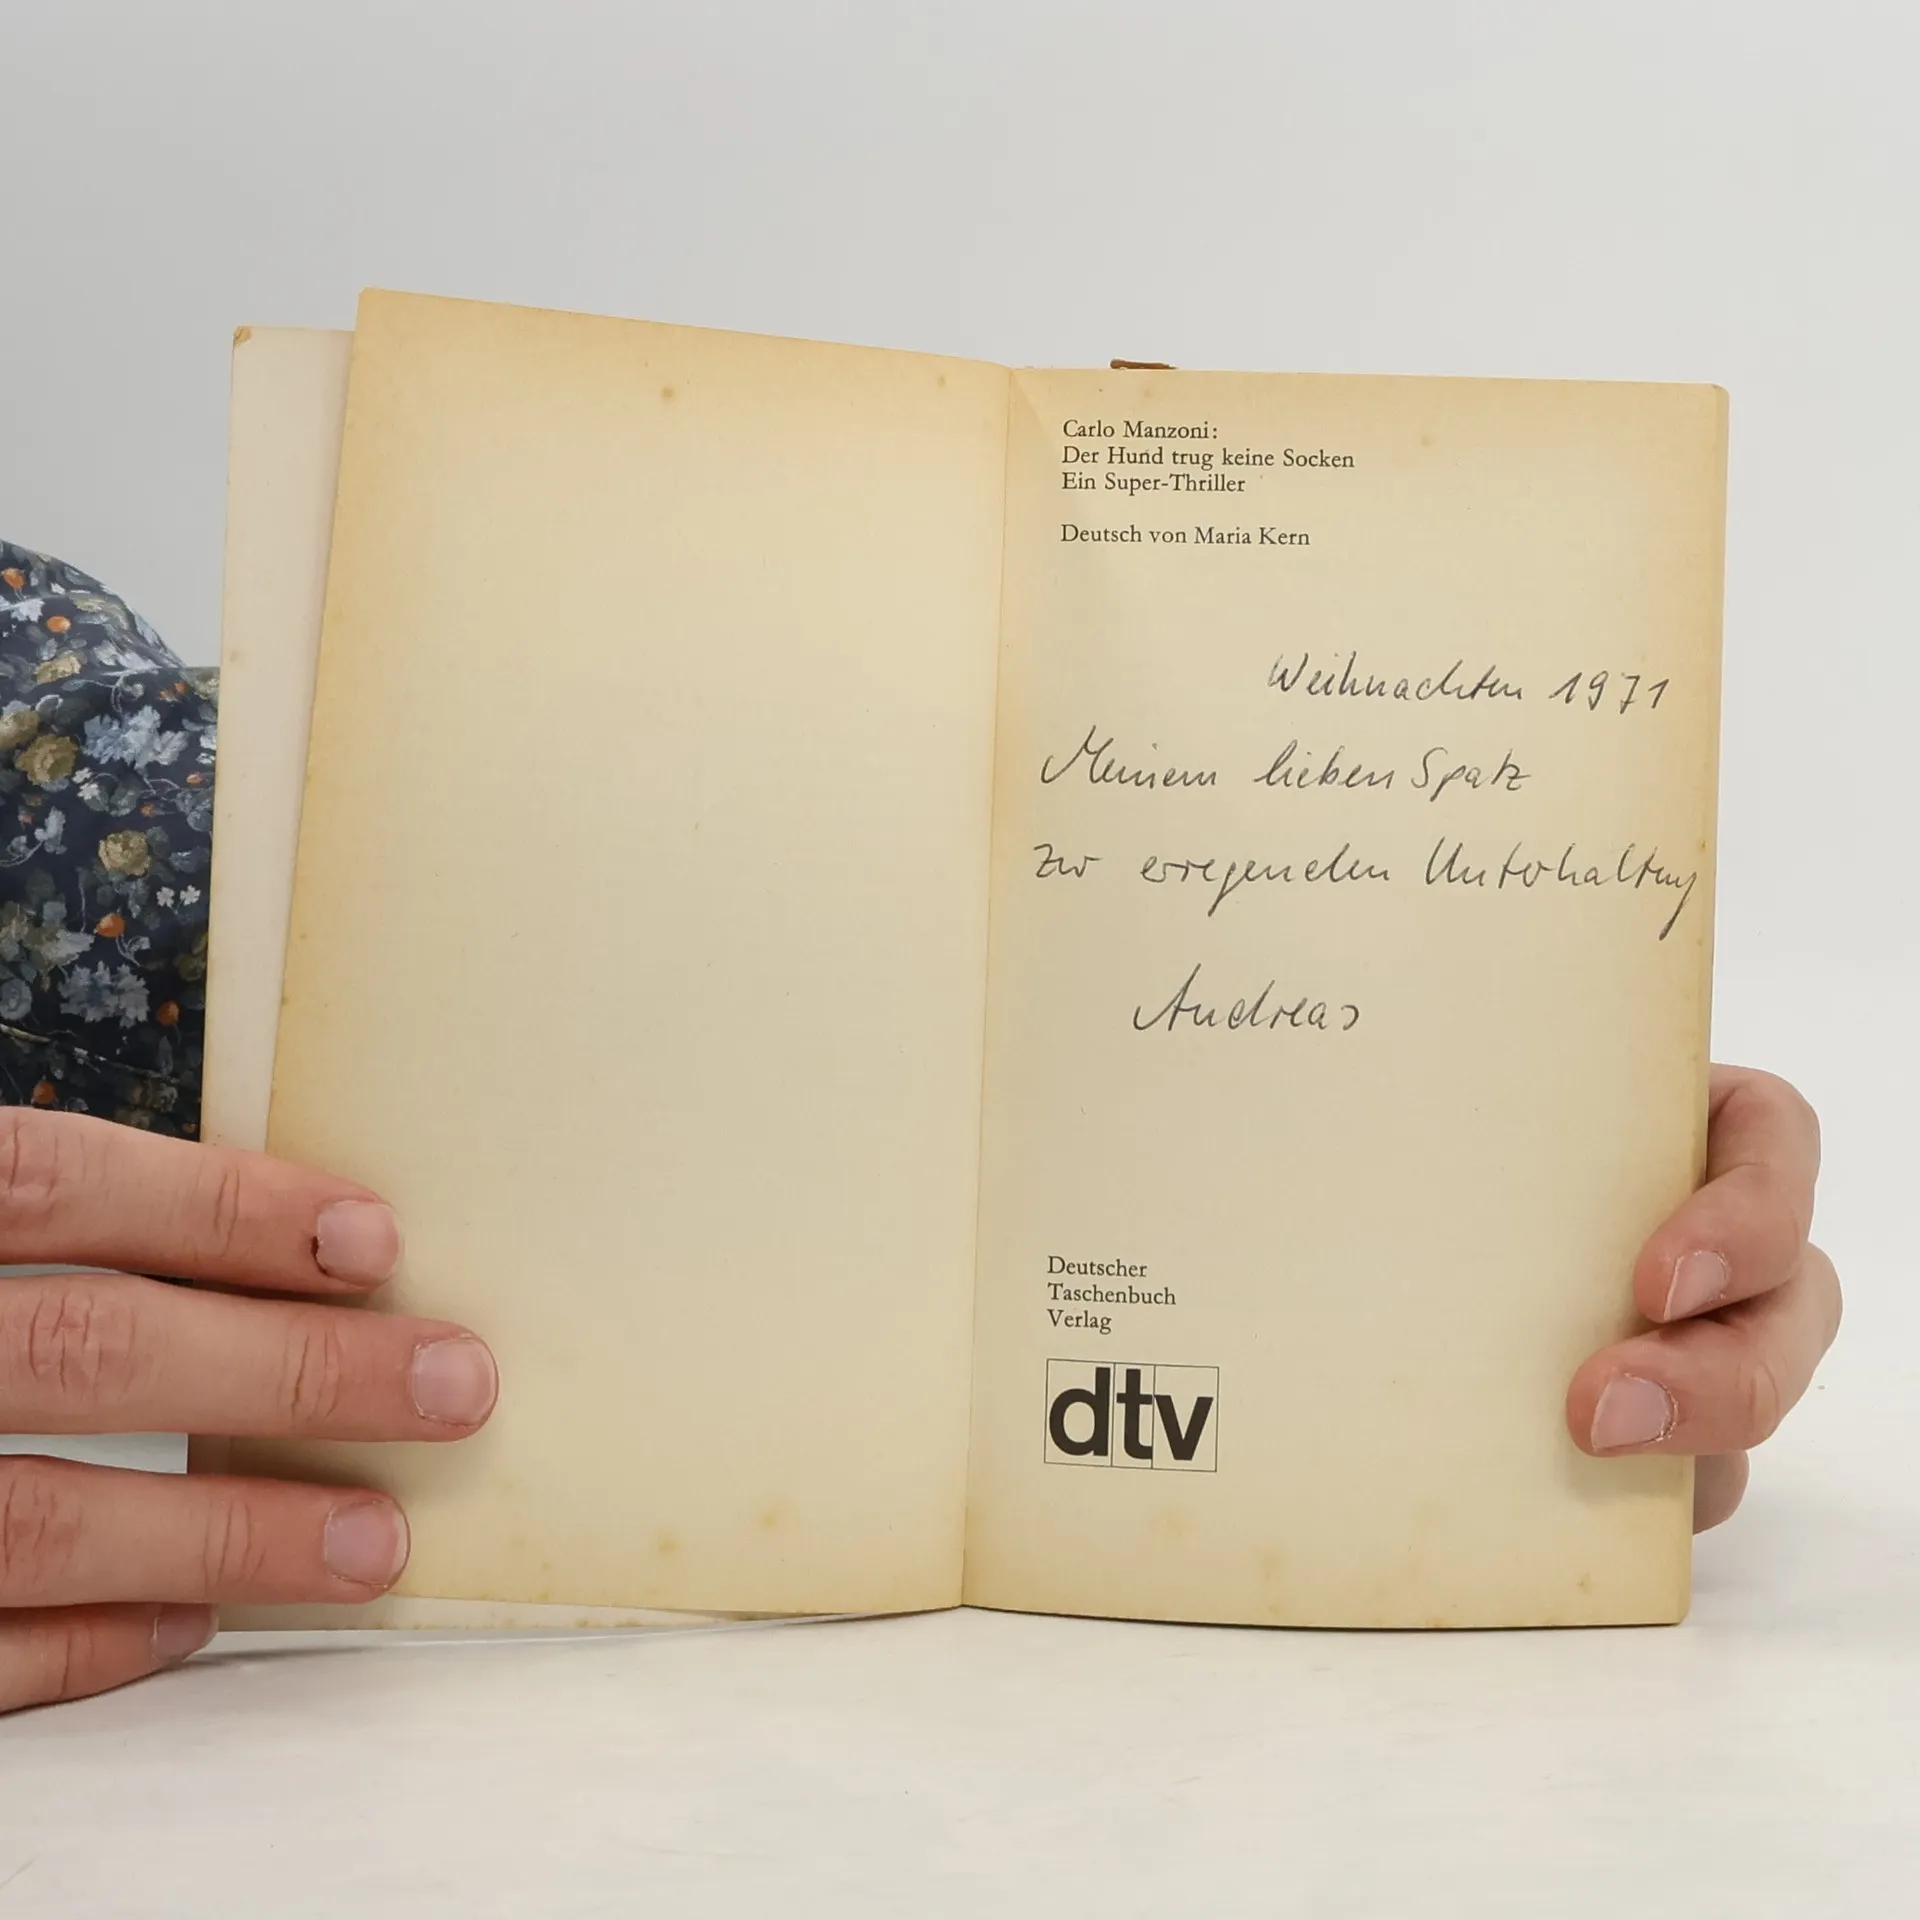 Carlo Manzoni:
Der Hund trug keine Socken
Ein Super-Thriller
Deutsch von Maria Kern
Weihnachten 1971
Meinem lieben Spatz
zur erregenden Unterhaltung
Andreas
Deutscher
Taschenbuch
Verlag
dtv